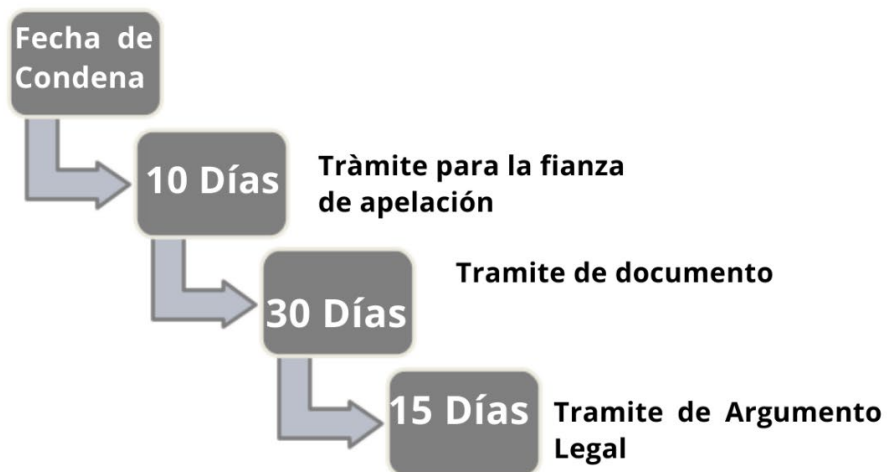 Fecha de
Condena
10 Días
Tràmite para la fianza
de apelación
30 Días
Tramite de documento
15 Días
Tramite de Argumento
Legal